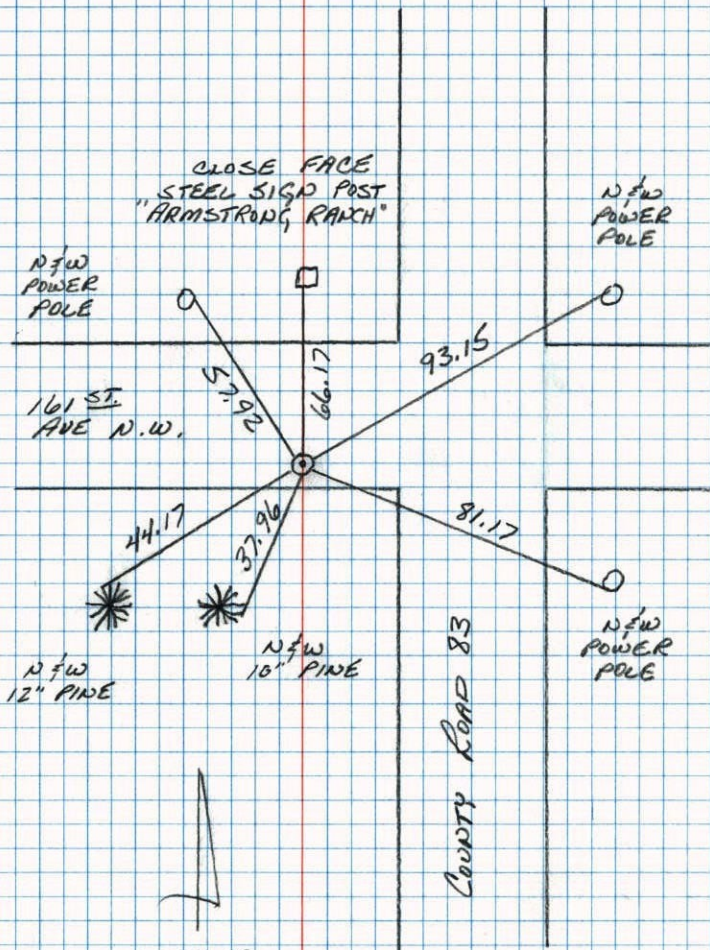 CLOSE FACE
STEEL SIGN POST
"ARMSTRONG RANCH"
N & W
POWER
POLE
N & W
POWER
POLE
57.92
66.17
93.15
161 ST.
AVE N.W.
44.17
37.96
81.17
N & W
12" PINE
N & W
10" PINE
N & W
POWER
POLE
COUNTY ROAD 83